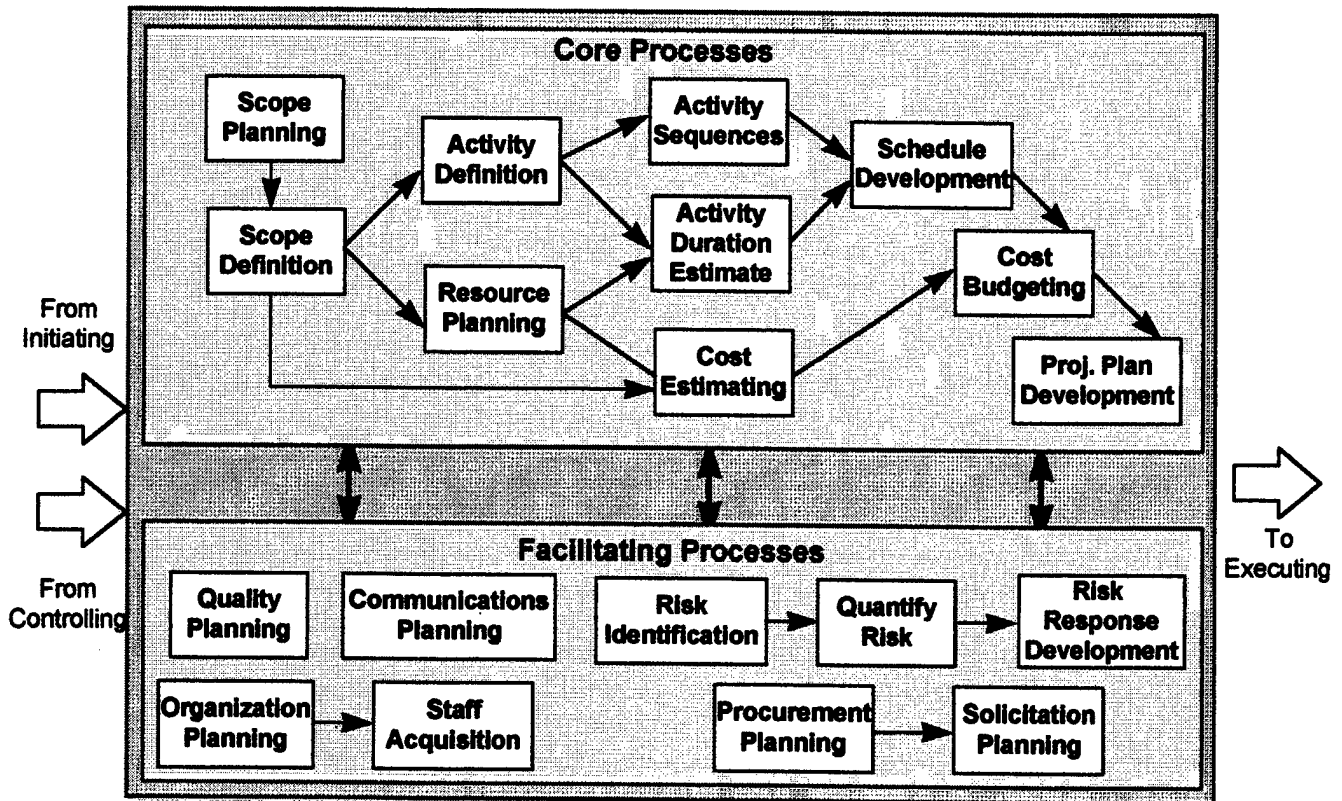 Core Processes
Scope
Planning
Activity
Sequences
Activity
Definition
Schedule
Development
Scope
Definition
Activity
Duration
Estimate
Cost
Budgeting
Resource
Planning
From
Initiating
Cost
Estimating
Proj. Plan
Development
Facilitating Processes
To
Executing
From
Controlling
Quality
Planning
Communications
Planning
Risk
Identification
Quantify
Risk
Risk
Response
Development
Organization
Planning
Staff
Acquisition
Procurement
Planning
Solicitation
Planning